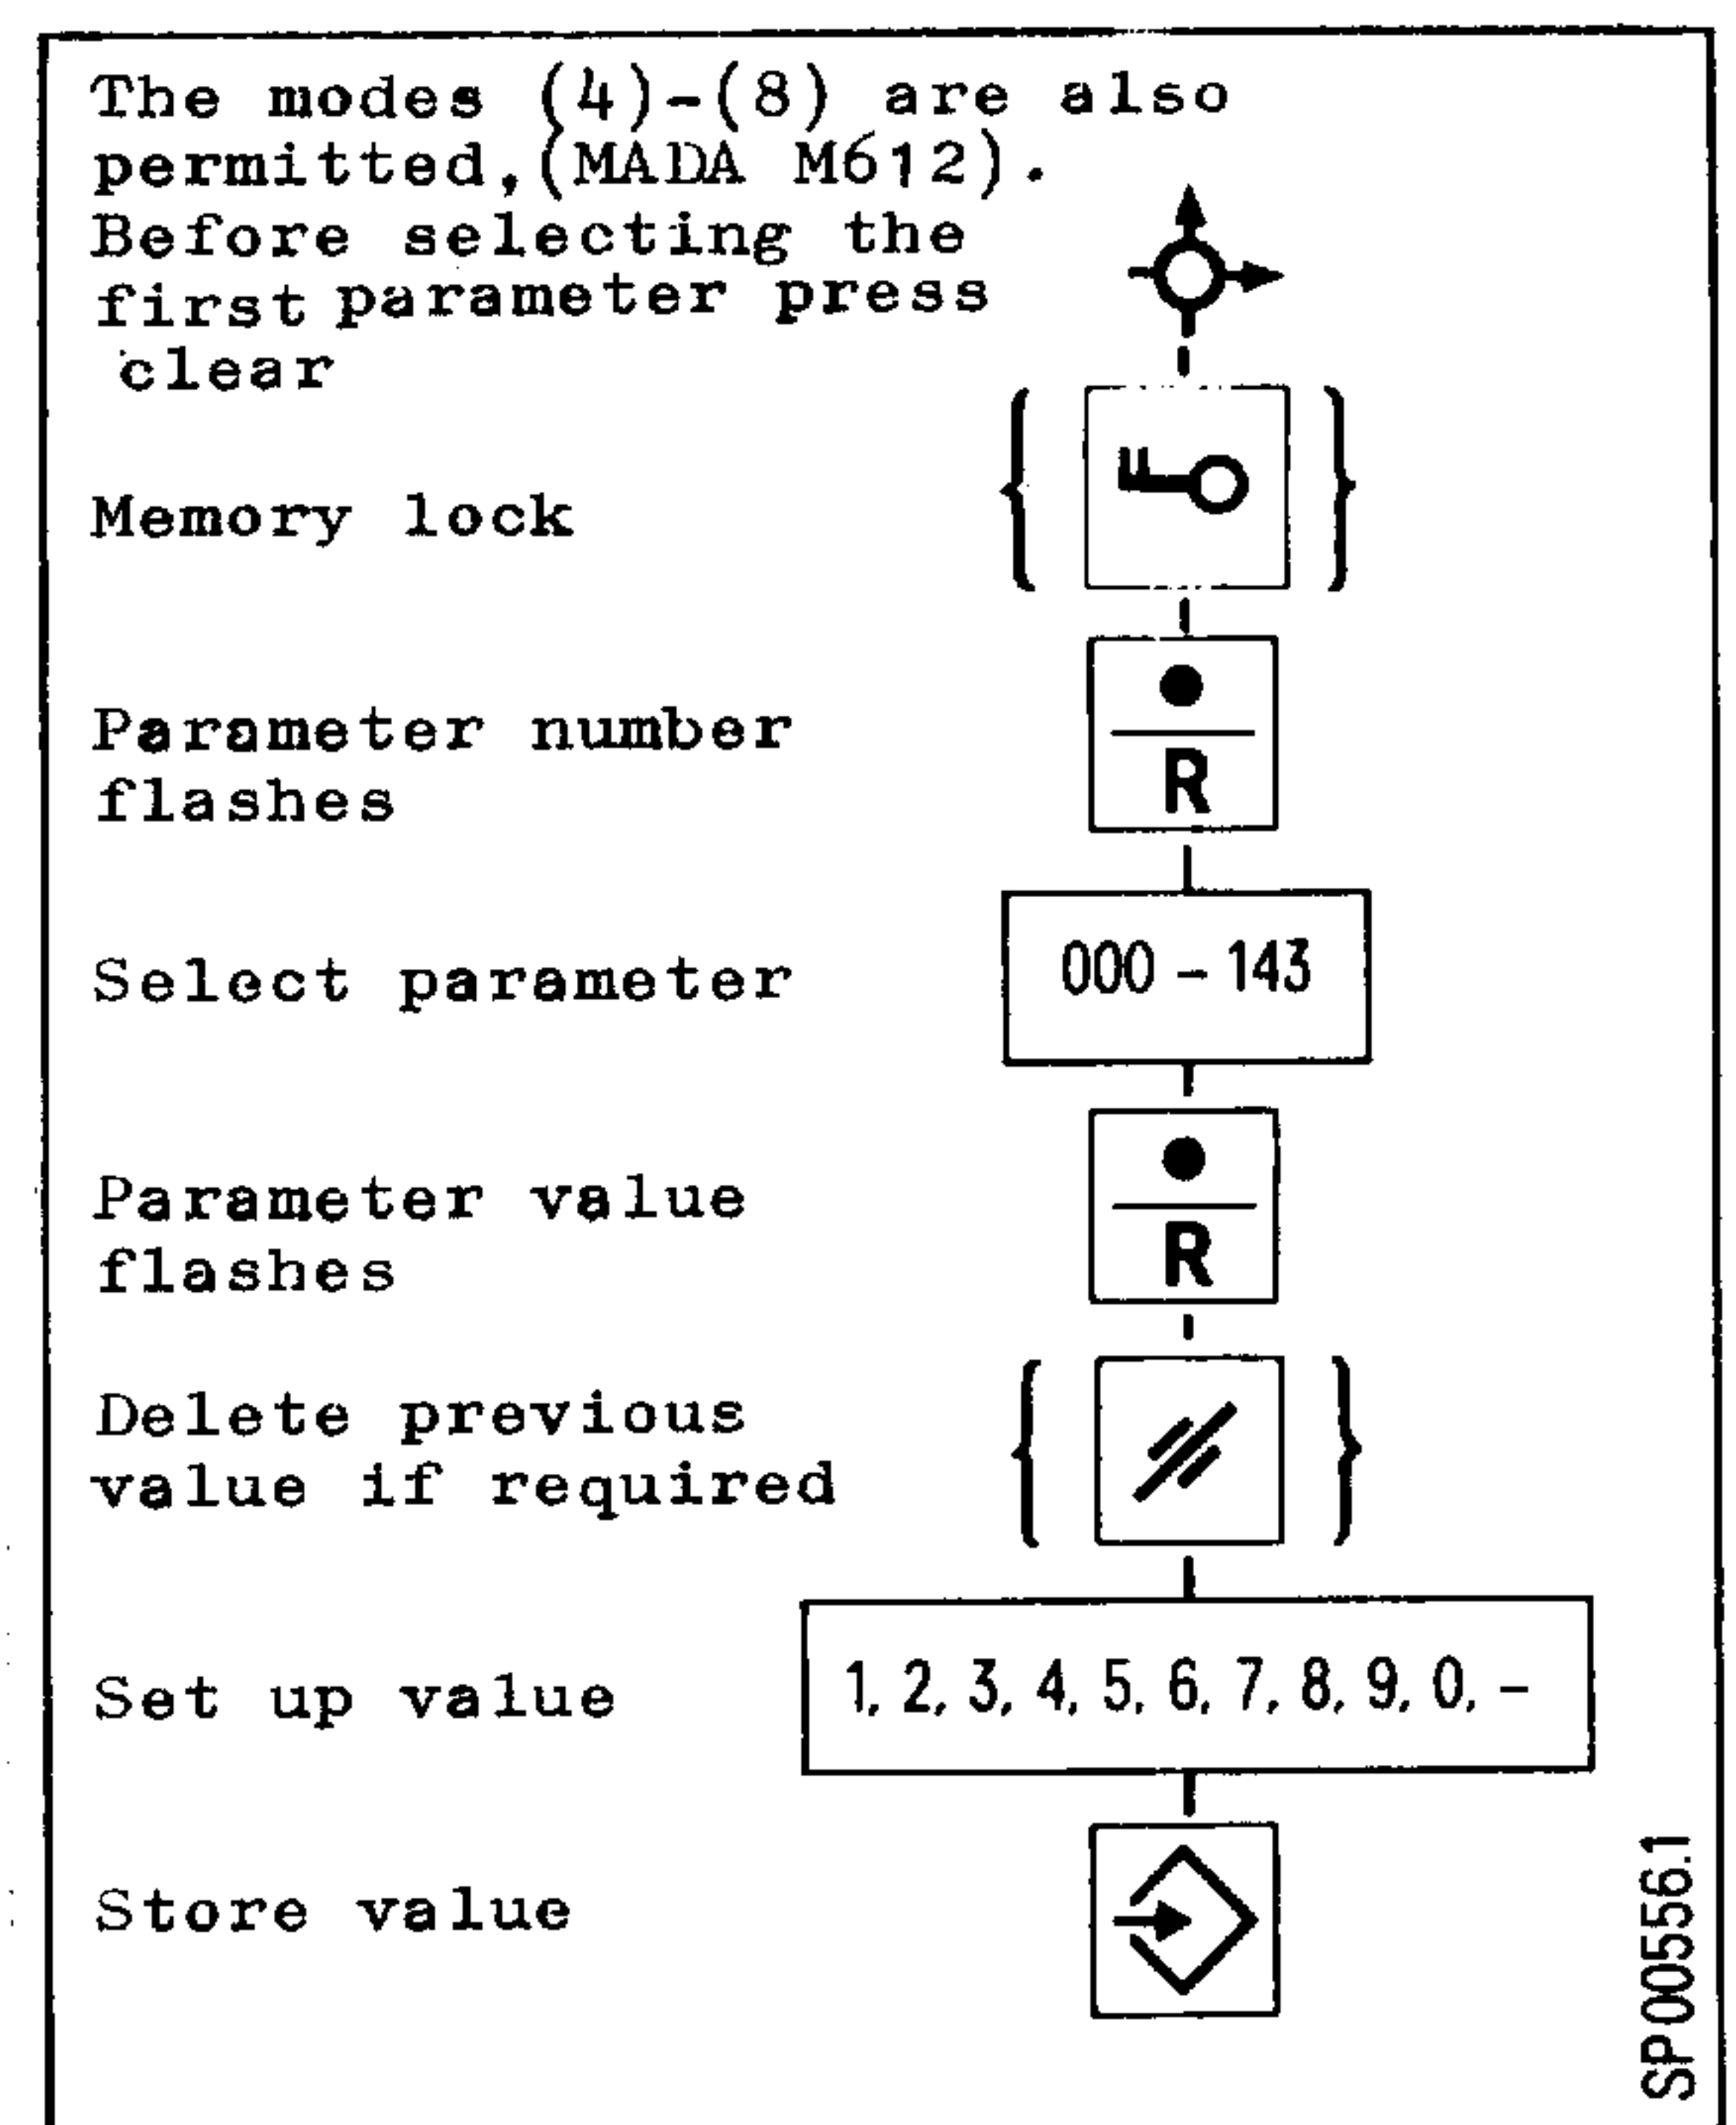 The modes (4)-(8) are also
permitted,(MADA M612).
Before selecting the
first parameter press
clear
Memory lock
Parameter number
flashes
●
R
Select parameter
000 - 143
Parameter value
flashes
●
R
Delete previous
value if required
Set up value
1, 2, 3, 4, 5, 6, 7, 8, 9, 0, -
Store value
SP005561